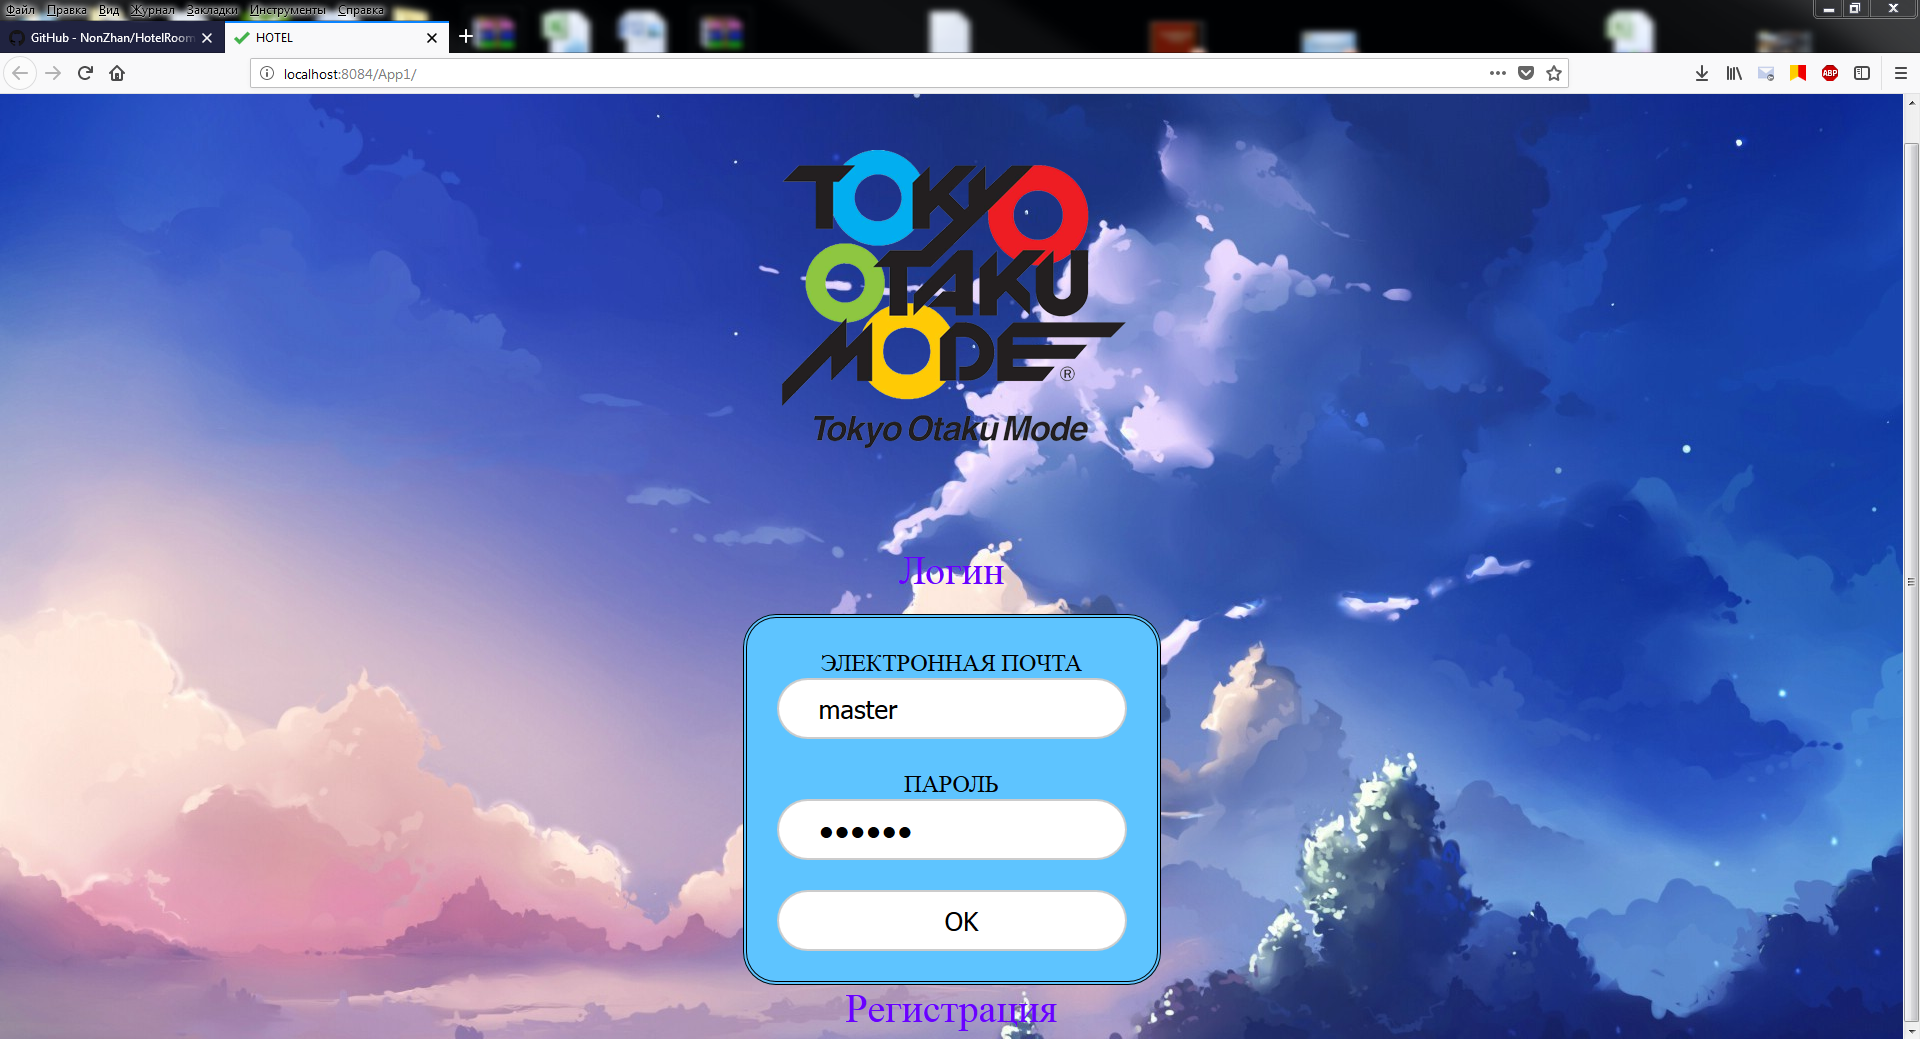 Файл Правка Вид Журнал Закладки Инструменты Справка
GitHub - NonZhan/HotelRoom
HOTEL
localhost:8084/App1/
ABP
TOKYO
OTAKU
MODE
®
Tokyo Otaku Mode
Логин
ЭЛЕКТРОННАЯ ПОЧТА
master
ПАРОЛЬ
OK
Регистрация